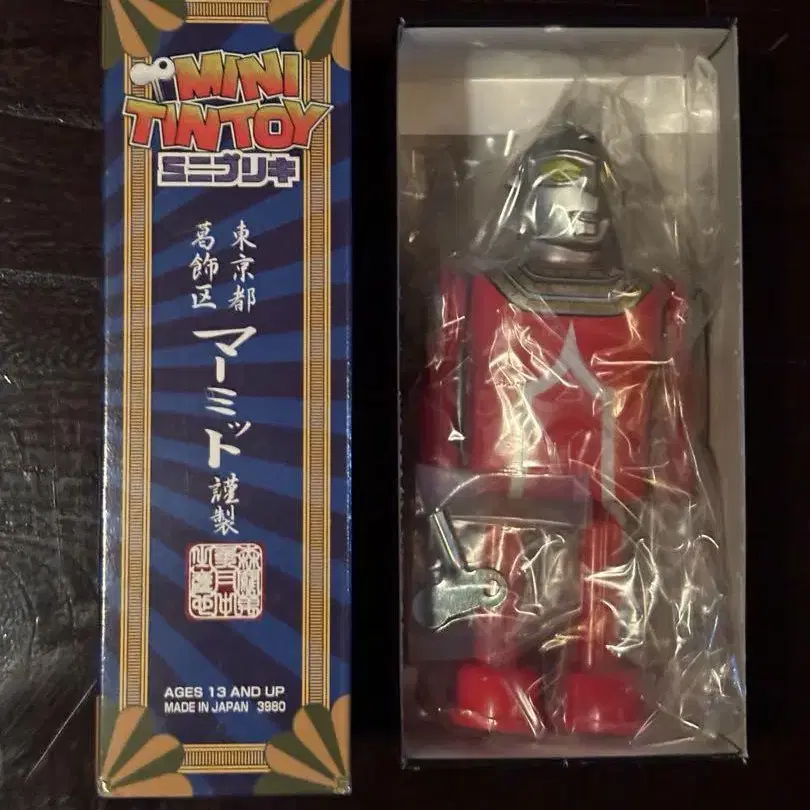 MINI
TINTOY
ミニブリキ
東京都
葛飾区
マーミット
謹製
AGES 13 AND UP
MADE IN JAPAN 3980